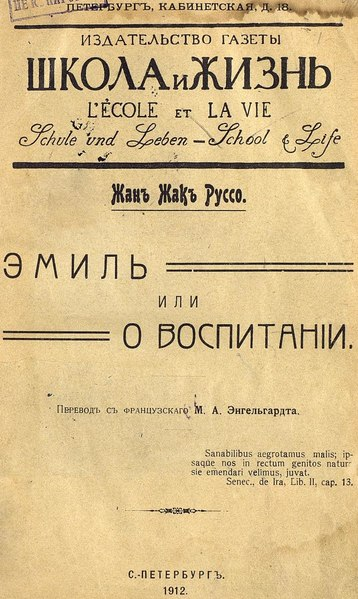 ПЕТЕРБУРГЪ, КАБИНЕТСКАЯ, Д. 18.
ИЗДАТЕЛЬСТВО ГАЗЕТЫ
ШКОЛА и ЖИЗНЬ
L'ÉCOLE ET LA VIE
Schule und Leben — School & Life
Жанъ Жакъ Руссо.
ЭМИЛЬ
ИЛИ
О ВОСПИТАНІИ.
Переводъ съ французскаго М. А. Энгельгардта.
Sanabilibus aegrotamus malis; ip-
saque nos in rectum genitos natur-
sie emendari velimus, juvat.
Senec., de Ira. Lib. II, cap. 13.
С.-ПЕТЕРБУРГЪ.
1912.